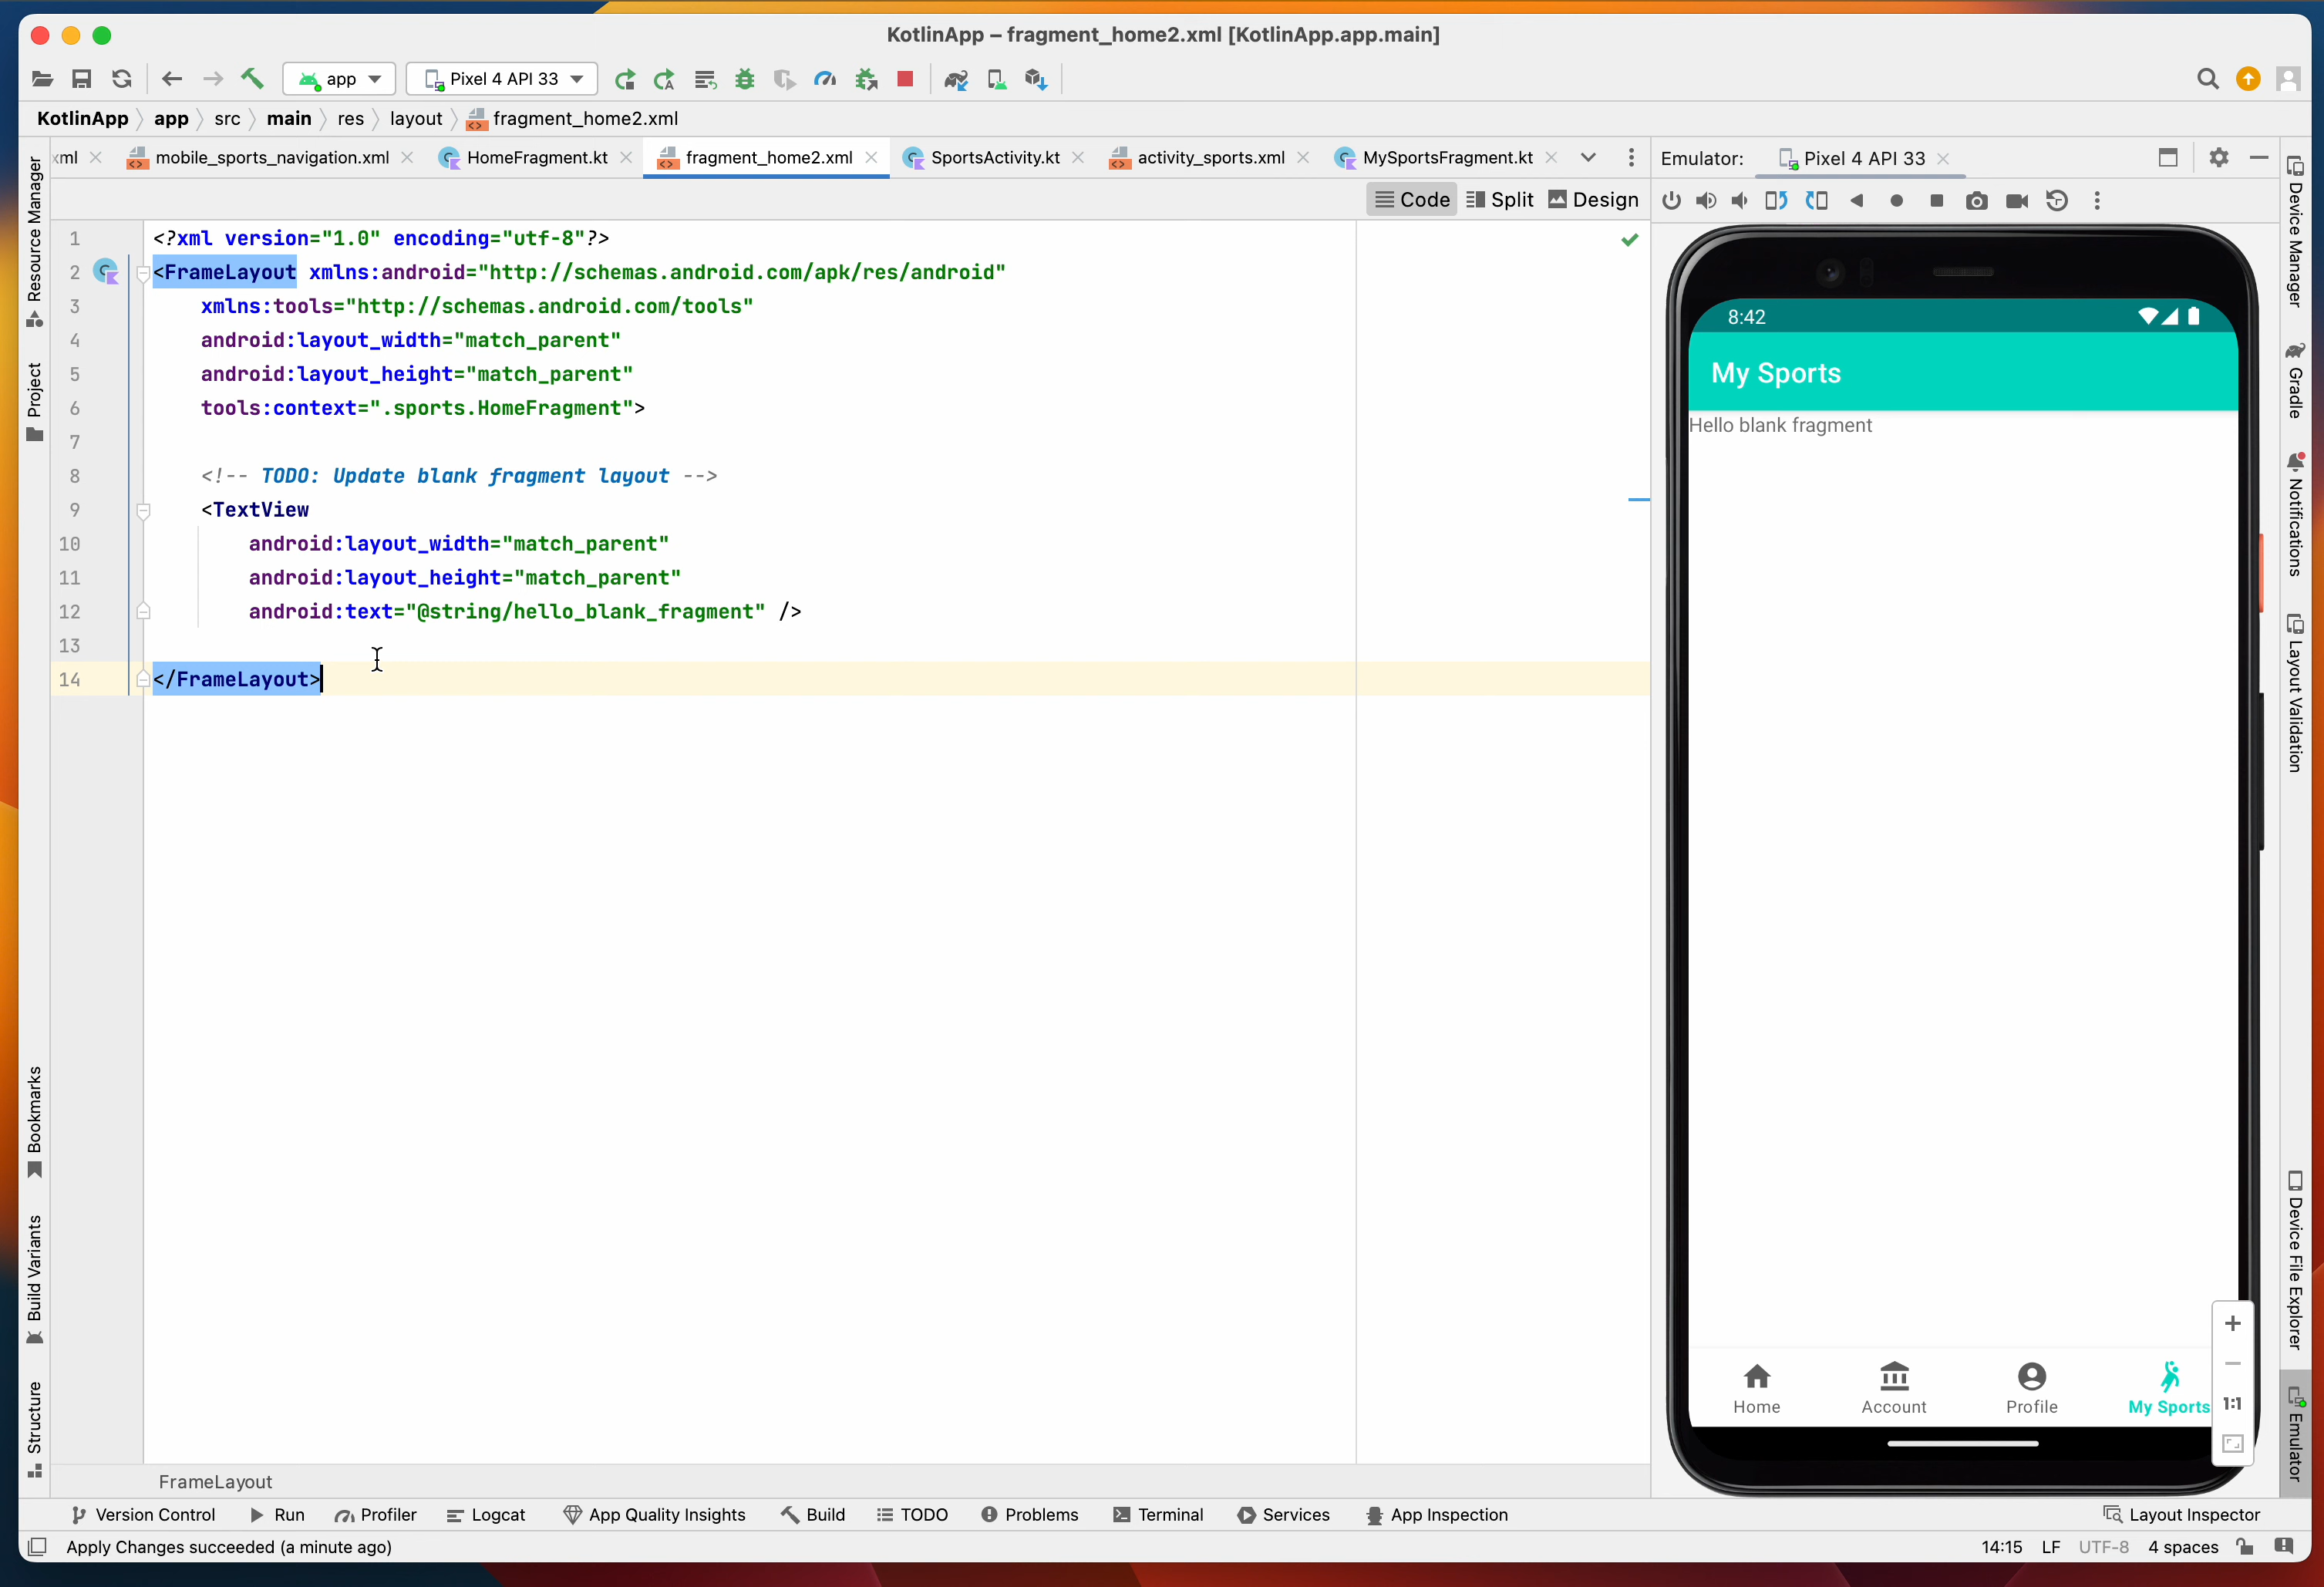 KotlinApp – fragment_home2.xml [KotlinApp.app.main]
app
Pixel 4 API 33
KotlinApp
app
src
main
res
layout
fragment_home2.xml
xml
mobile_sports_navigation.xml
HomeFragment.kt
fragment_home2.xml
SportsActivity.kt
activity_sports.xml
MySportsFragment.kt
Emulator:
Pixel 4 API 33
Code
Split
Design
Resource Manager
Project
Bookmarks
Build Variants
Structure
1 <?xml version="1.0" encoding="utf-8"?>
2 <FrameLayout xmlns:android="http://schemas.android.com/apk/res/android"
3 xmlns:tools="http://schemas.android.com/tools"
4 android:layout_width="match_parent"
5 android:layout_height="match_parent"
6 tools:context=".sports.HomeFragment">
7
8 <!-- TODO: Update blank fragment layout -->
9 <TextView
10 android:layout_width="match_parent"
11 android:layout_height="match_parent"
12 android:text="@string/hello_blank_fragment" />
13
14 </FrameLayout>
8:42
My Sports
Hello blank fragment
Home
Account
Profile
My Sports
1:1
Device Manager
Gradle
Notifications
Layout Validation
Device File Explorer
Emulator
FrameLayout
Version Control
Run
Profiler
Logcat
App Quality Insights
Build
TODO
Problems
Terminal
Services
App Inspection
Layout Inspector
Apply Changes succeeded (a minute ago)
14:15
LF
UTF-8
4 spaces